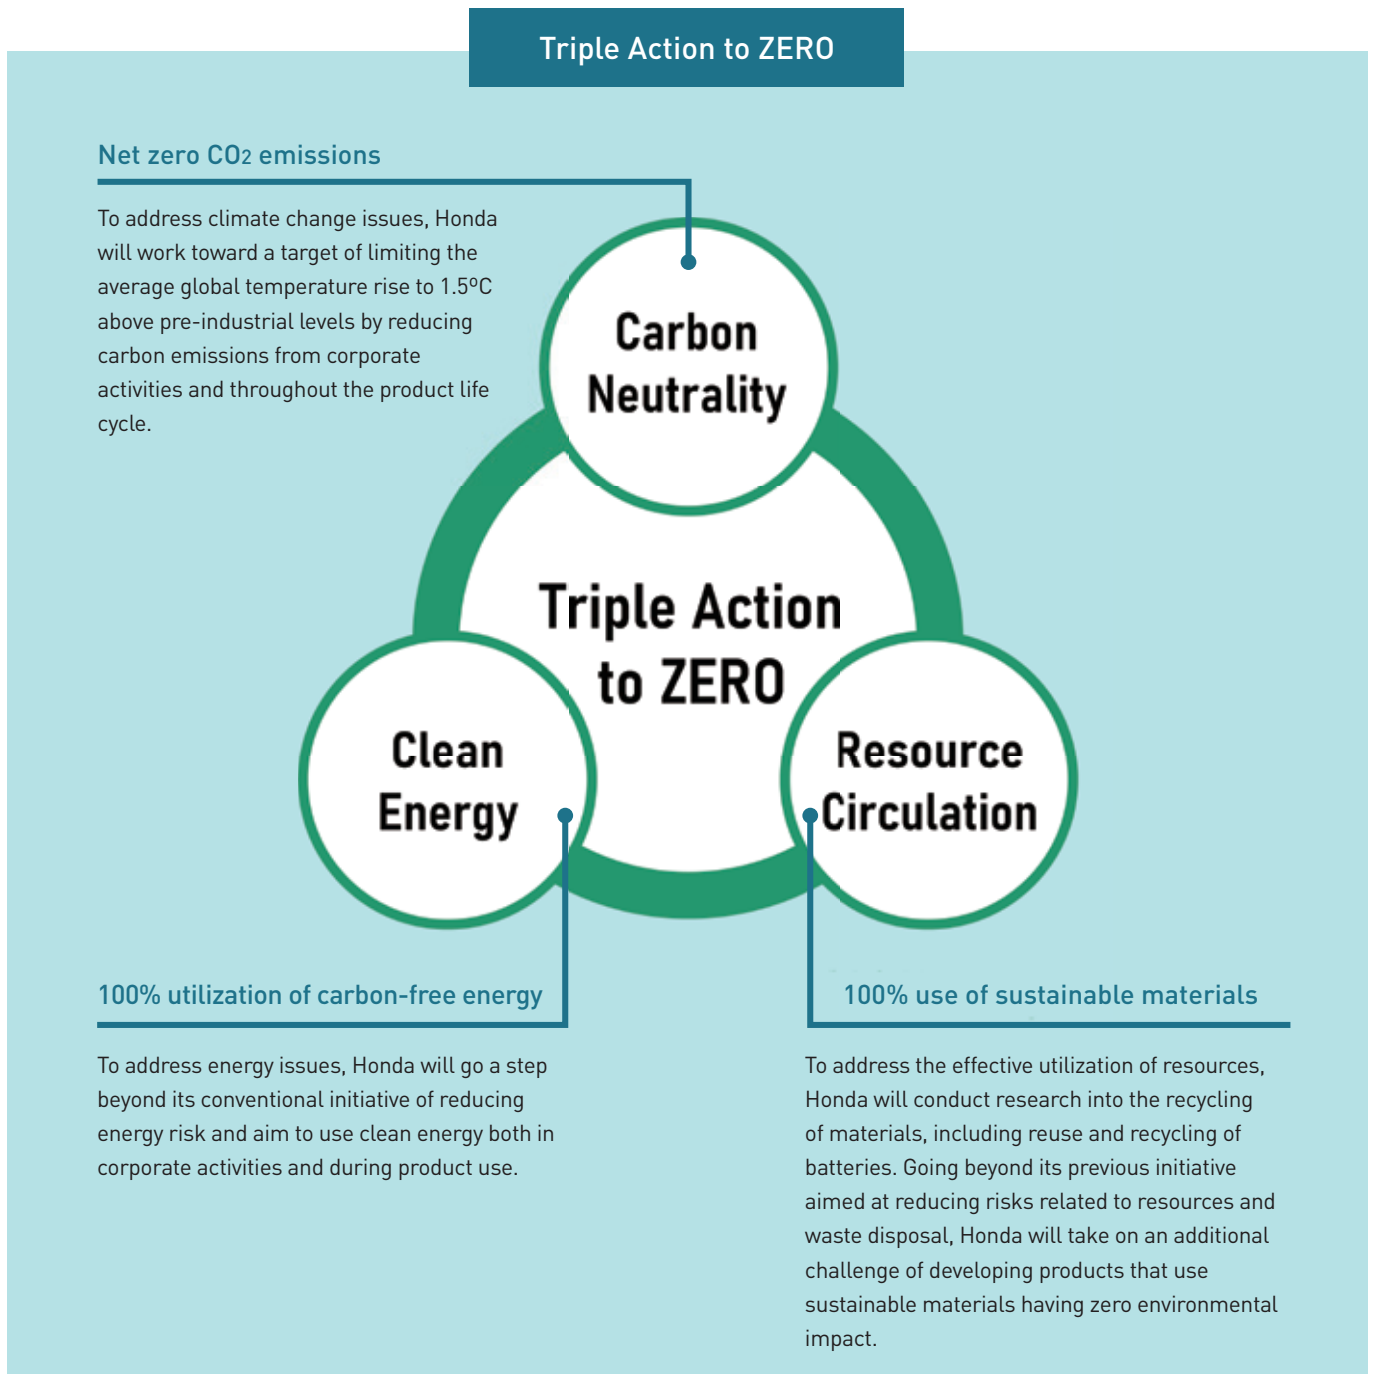 Triple Action to ZERO
Net zero CO2 emissions
To address climate change issues, Honda
will work toward a target of limiting the
average global temperature rise to 1.5ºC
above pre-industrial levels by reducing
carbon emissions from corporate
activities and throughout the product life
cycle.
Carbon
Neutrality
Triple Action
to ZERO
Clean
Energy
Resource
Circulation
100% utilization of carbon-free energy
To address energy issues, Honda will go a step
beyond its conventional initiative of reducing
energy risk and aim to use clean energy both in
corporate activities and during product use.
100% use of sustainable materials
To address the effective utilization of resources,
Honda will conduct research into the recycling
of materials, including reuse and recycling of
batteries. Going beyond its previous initiative
aimed at reducing risks related to resources and
waste disposal, Honda will take on an additional
challenge of developing products that use
sustainable materials having zero environmental
impact.